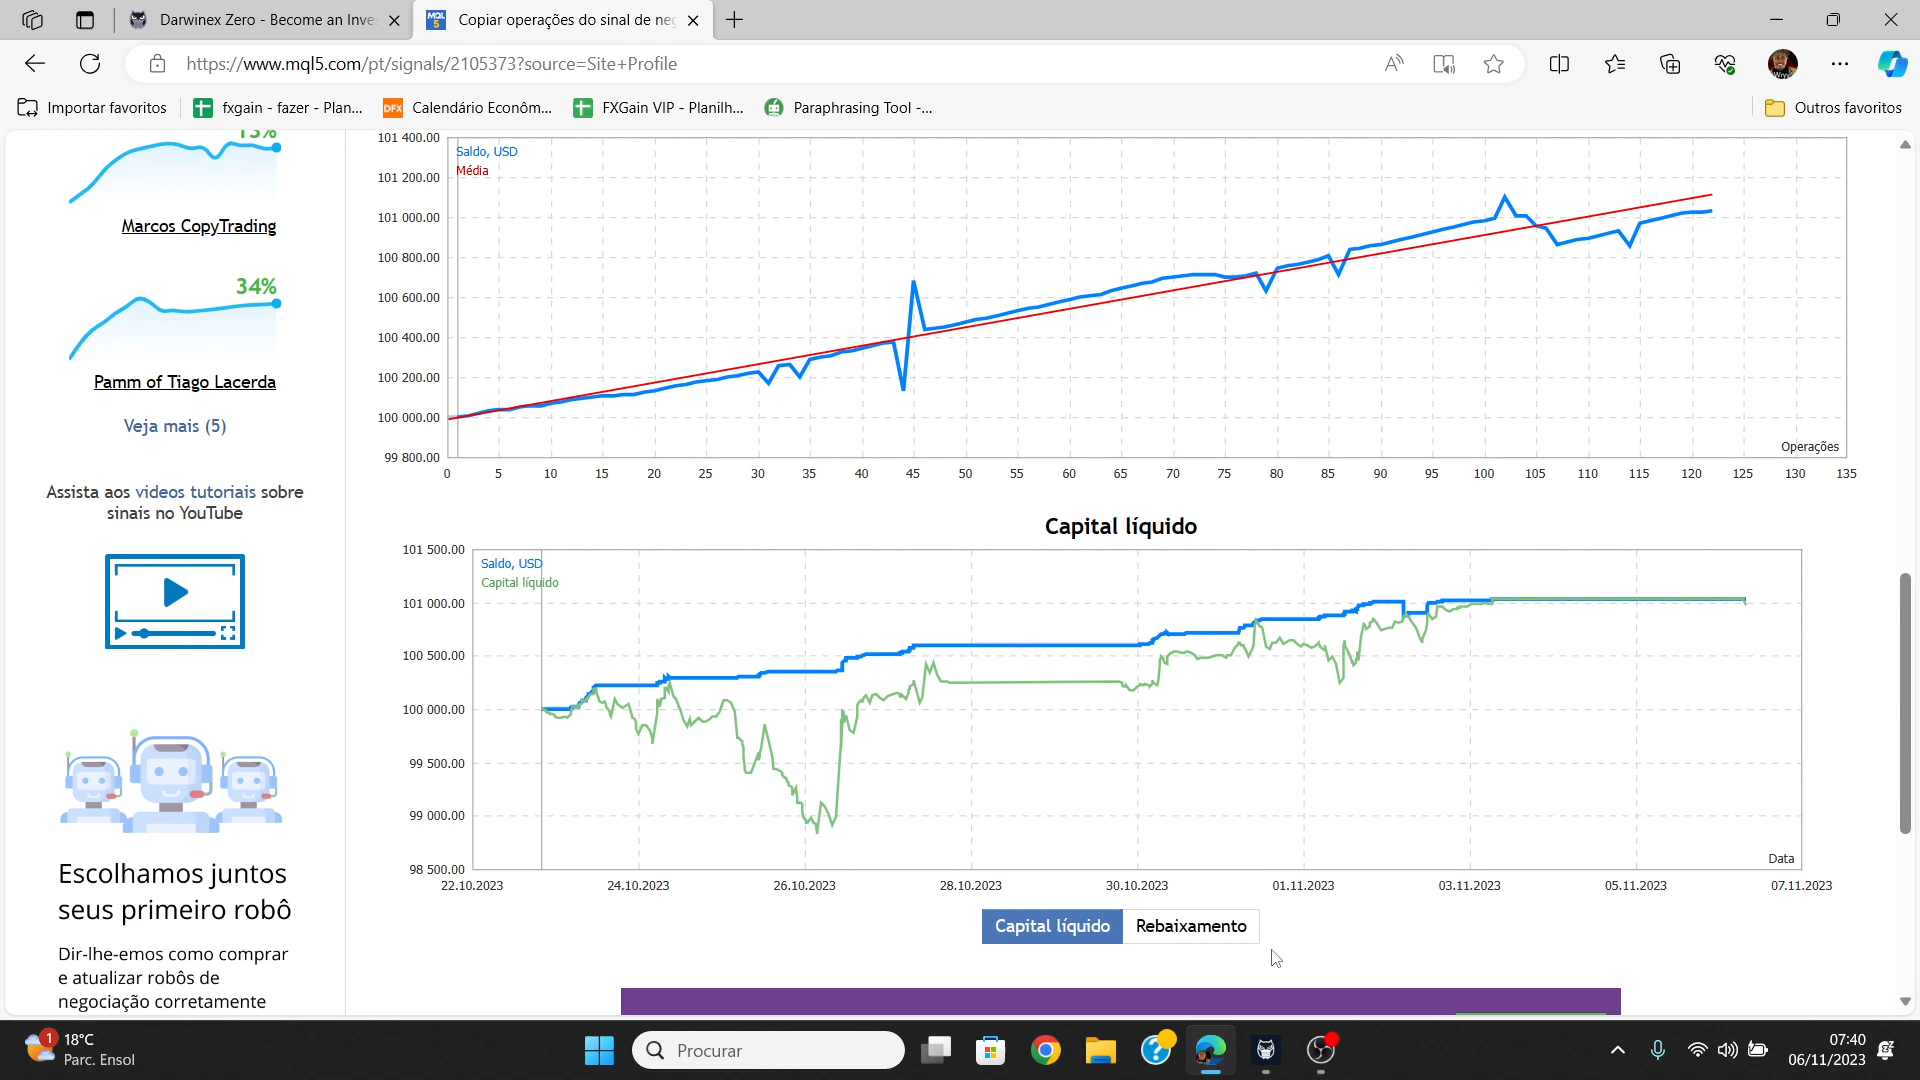 Darwinex Zero - Become an Inve
Copiar operações do sinal de neg
https://www.mql5.com/pt/signals/2105373?source=Site+Profile
Importar favoritos
fxgain - fazer - Plan...
DFX
Calendário Econôm...
FXGain VIP - Planilh...
Paraphrasing Tool -...
Outros favoritos
Marcos CopyTrading
34%
Pamm of Tiago Lacerda
Veja mais (5)
Assista aos videos tutoriais sobre
sinais no YouTube
Escolhamos juntos
seus primeiro robô
Dir-lhe-emos como comprar
e atualizar robôs de
negociação corretamente
Saldo, USD
Média
101 400.00
101 200.00
101 000.00
100 800.00
100 600.00
100 400.00
100 200.00
100 000.00
99 800.00
Operações
0 5 10 15 20 25 30 35 40 45 50 55 60 65 70 75 80 85 90 95 100 105 110 115 120 125 130 135
Capital líquido
Saldo, USD
Capital líquido
101 500.00
101 000.00
100 500.00
100 000.00
99 500.00
99 000.00
98 500.00
Data
22.10.2023 24.10.2023 26.10.2023 28.10.2023 30.10.2023 01.11.2023 03.11.2023 05.11.2023 07.11.2023
Capital líquido
Rebaixamento
1
18°C
Parc. Ensol
Procurar
07:40
06/11/2023